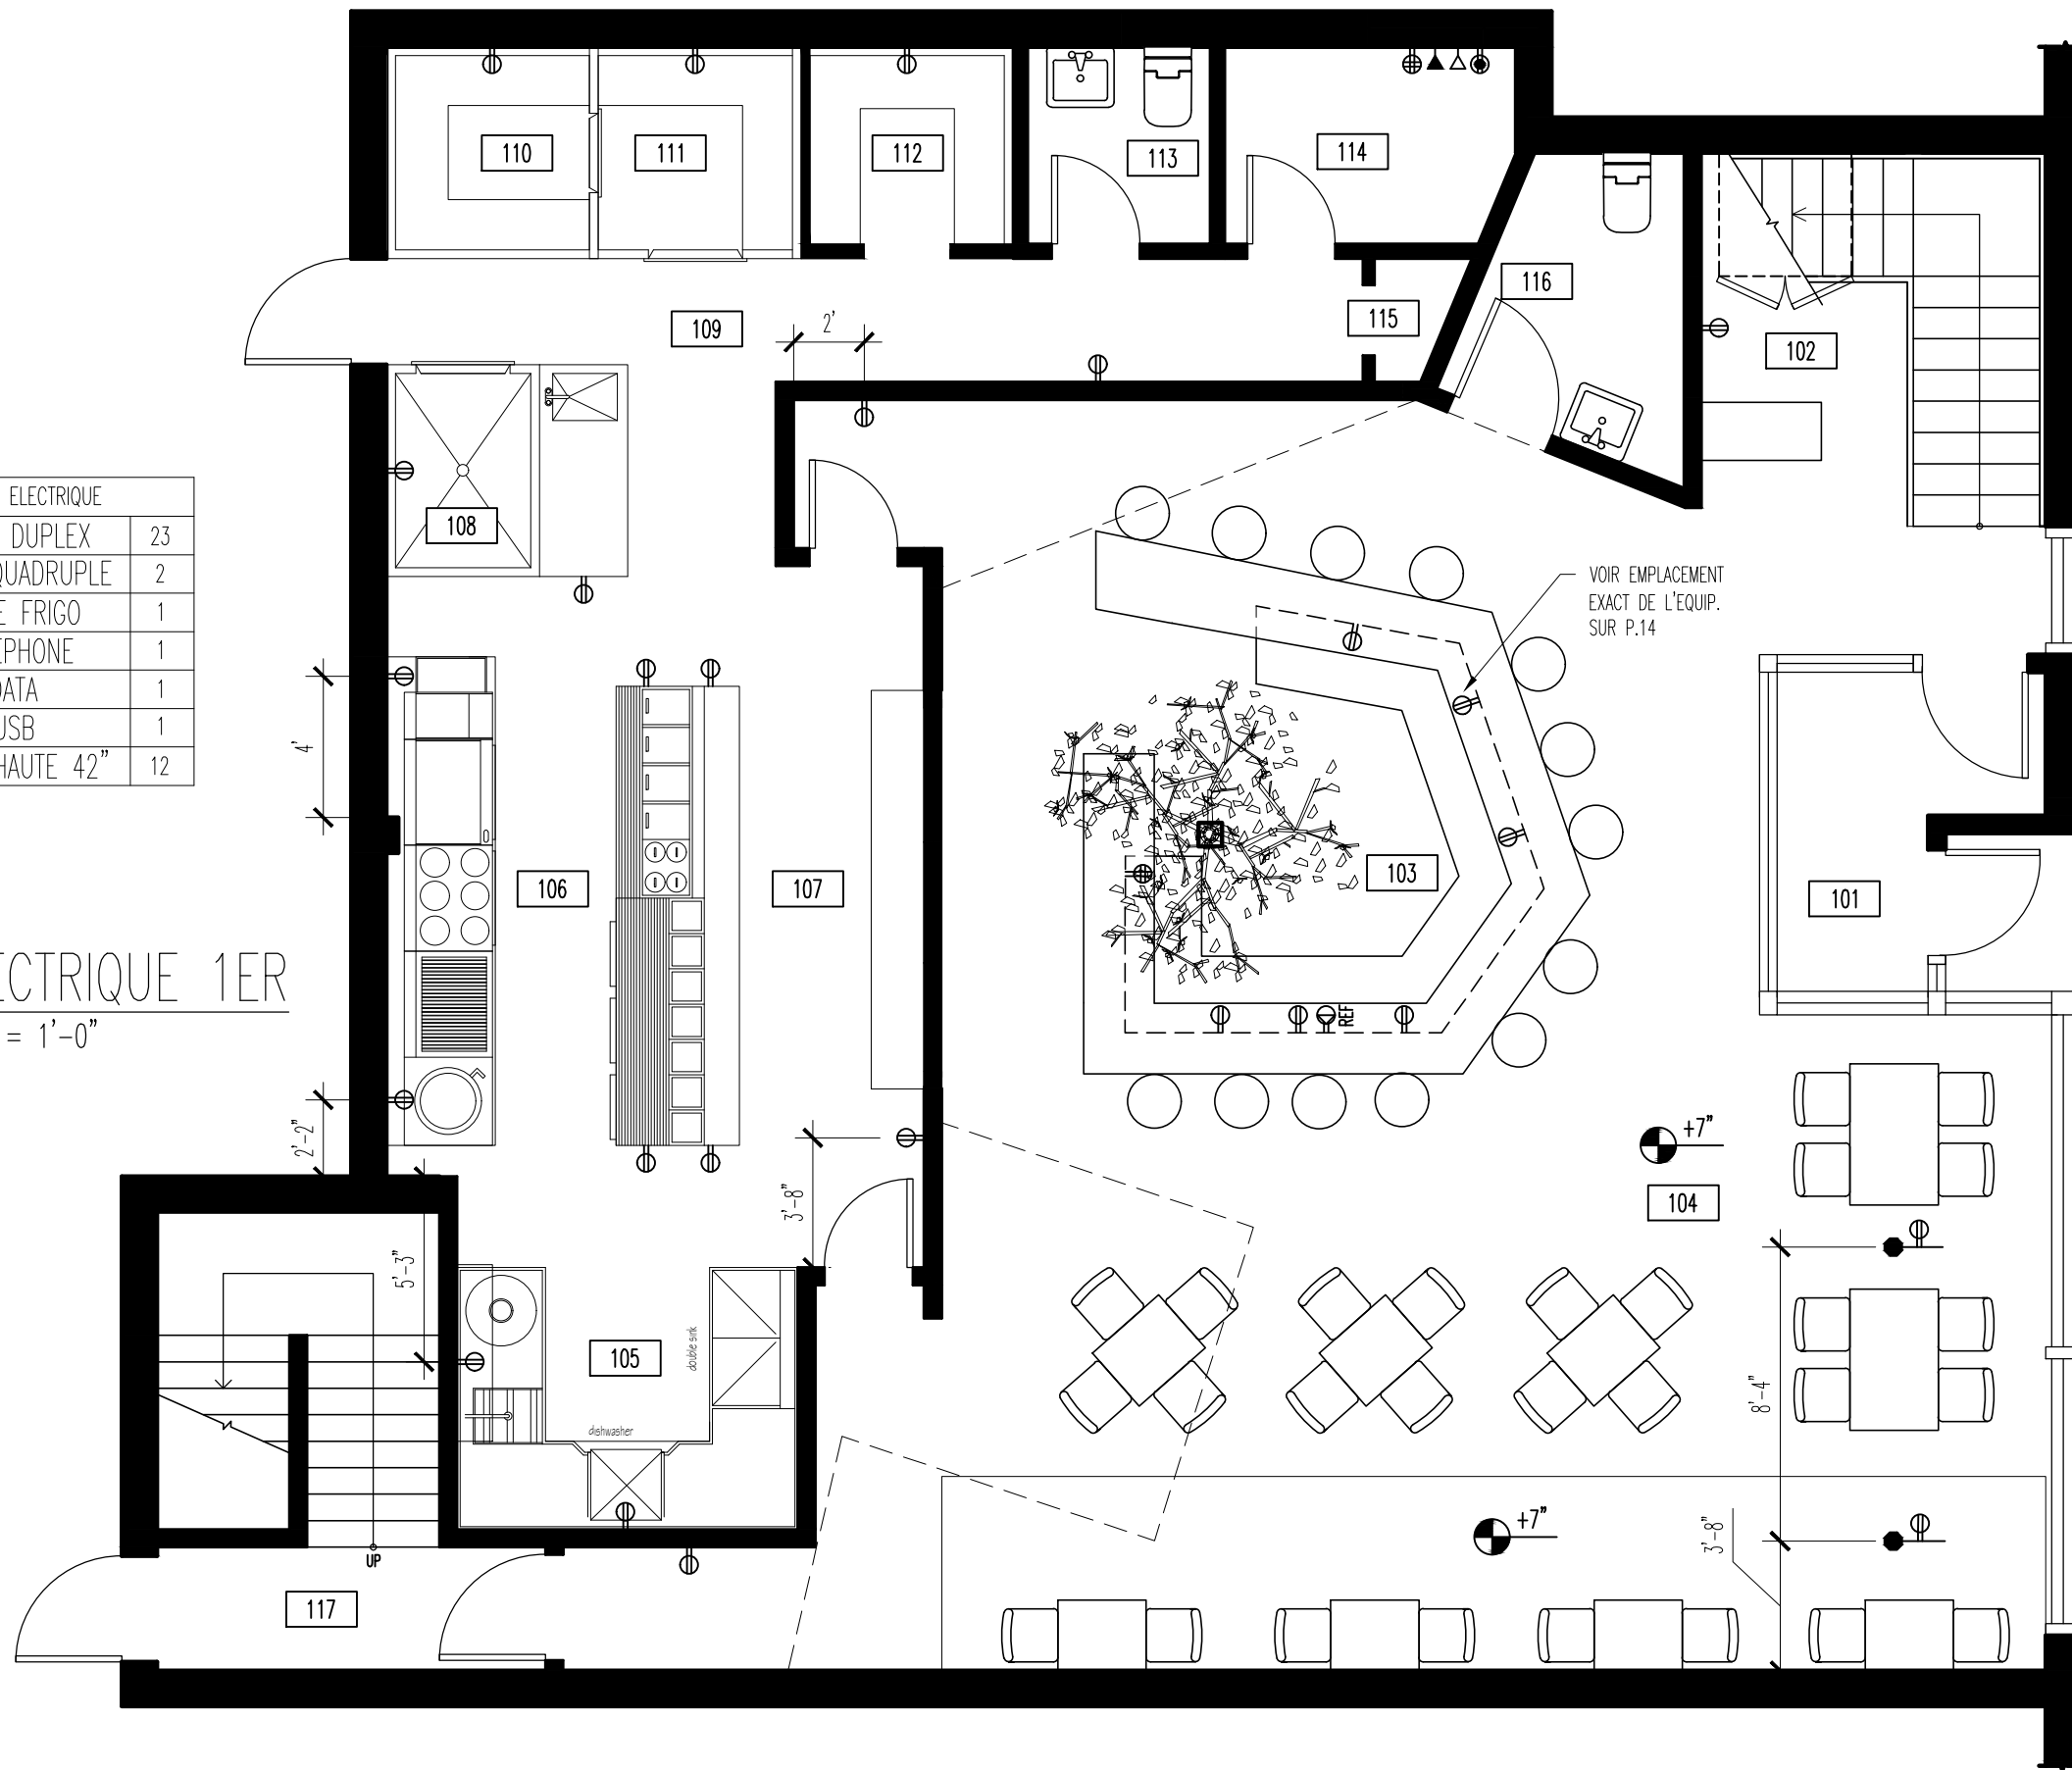 110
111
112
113
114
115
116
102
109
2'
108
ELECTRIQUE
DUPLEX 23
QUADRUPLE 2
E FRIGO 1
EPHONE 1
DATA 1
USB 1
HAUTE 42" 12
VOIR EMPLACEMENT
EXACT DE L'EQUIP.
SUR P.14
4'
106
107
103
101
ECTRIQUE 1ER
= 1'-0"
REF
2'-2"
3'-8"
+7"
104
5'-3"
105
double sink
dishwasher
8'-4"
+7"
3'-8"
UP
117